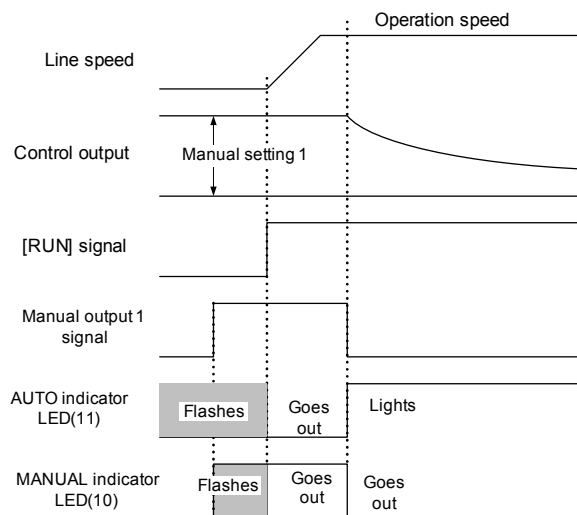 Operation speed
Line speed
Control output
Manual setting 1
[RUN] signal
Manual output 1
signal
AUTO indicator
LED(11)
Flashes
Goes
out
Lights
MANUAL indicator
LED(10)
Flashes
Goes
out
Goes
out